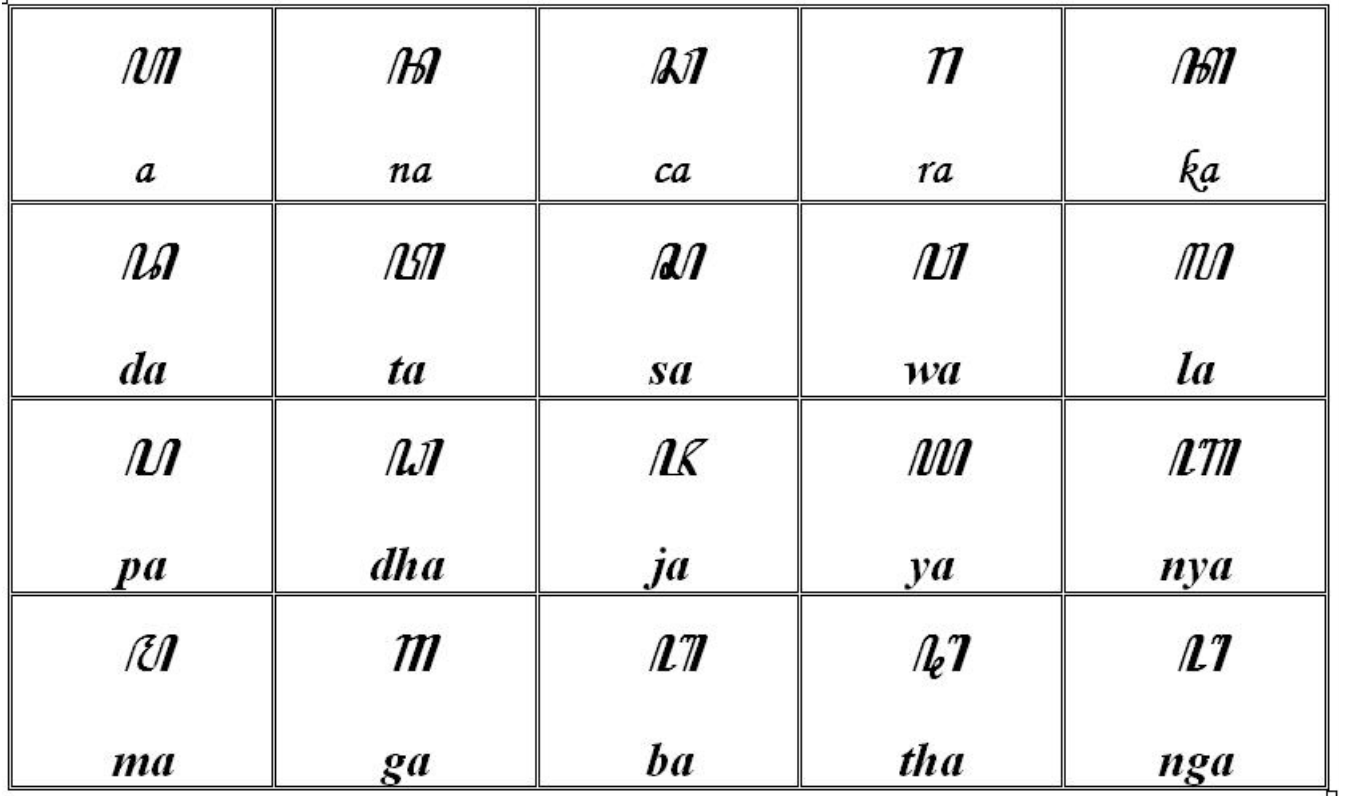 ꦲ ꦤ ꦕ ꦫ ꦏ
a na ca ra ka
ꦢ ꦠ ꦱ ꦮ ꦭ
da ta sa wa la
ꦥ ꦝ ꦗ ꦪ ꦚ
pa dha ja ya nya
ꦩ ꦒ ꦧ ꦛ ꦔ
ma ga ba tha nga